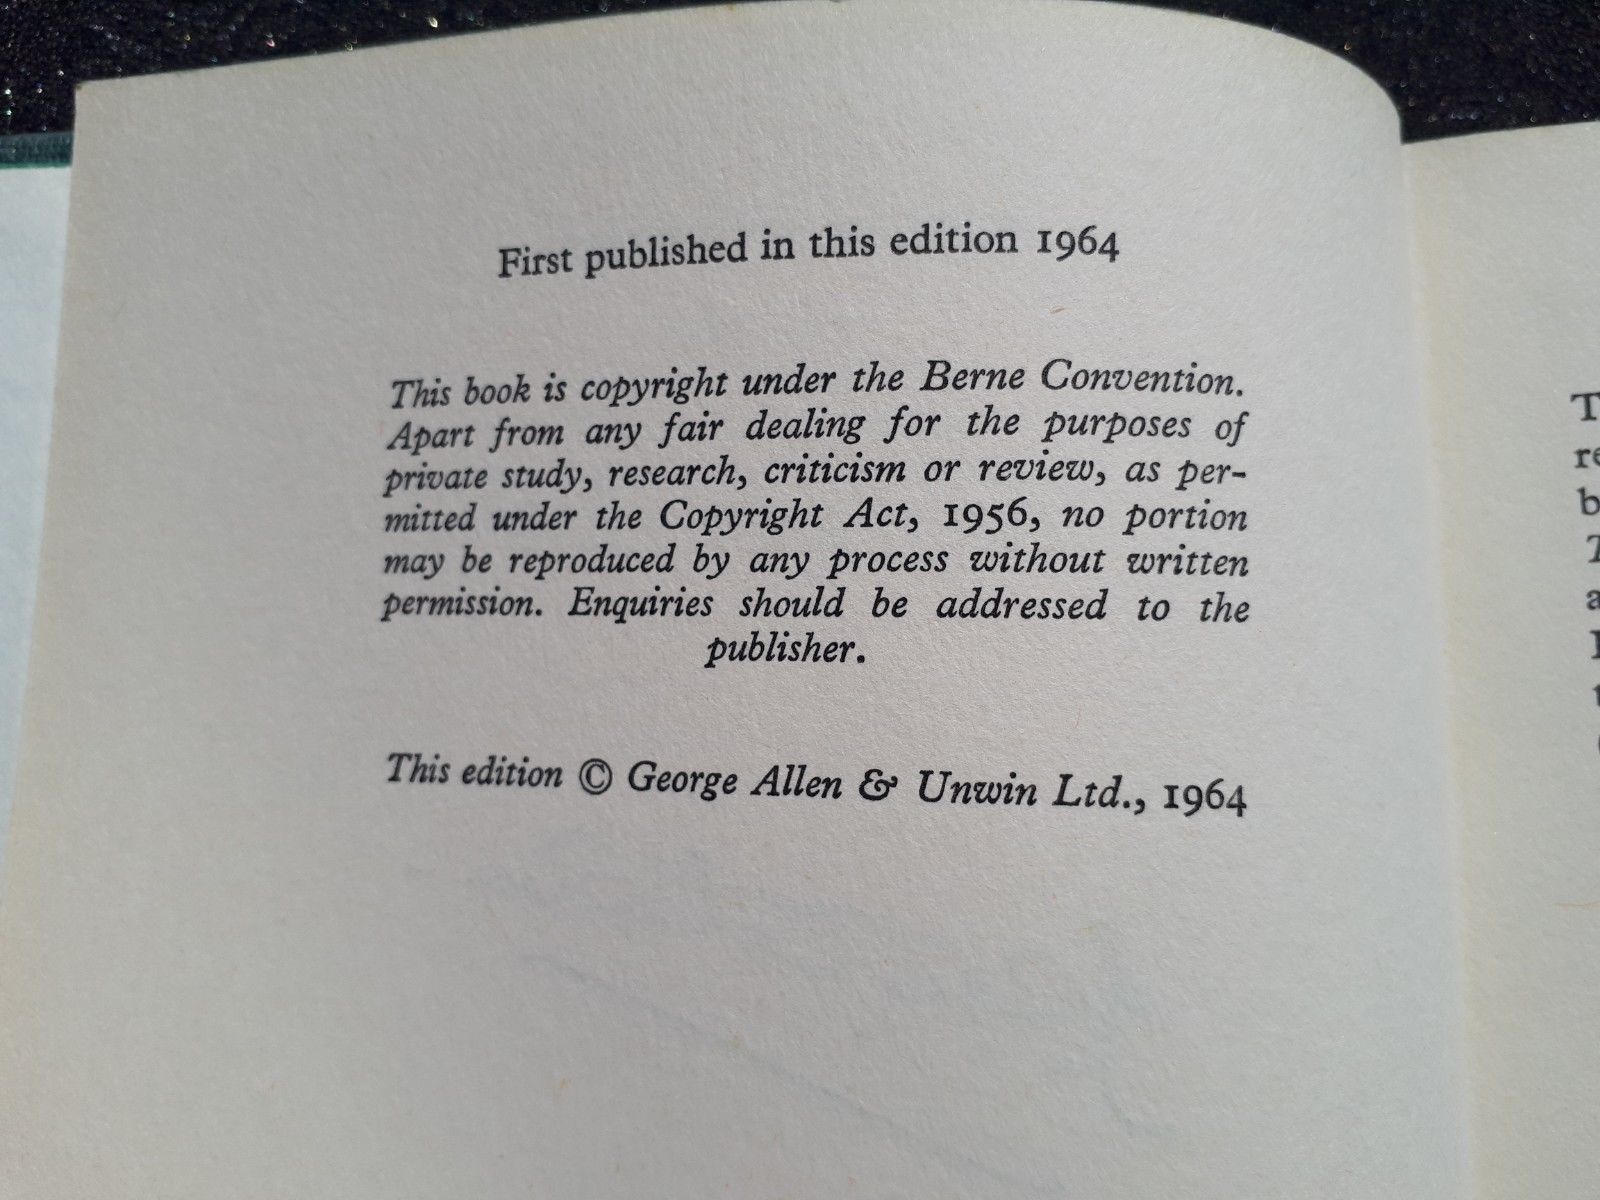 First published in this edition 1964
This book is copyright under the Berne Convention.
Apart from any fair dealing for the purposes of
private study, research, criticism or review, as per-
mitted under the Copyright Act, 1956, no portion
may be reproduced by any process without written
permission. Enquiries should be addressed to the
publisher.
This edition © George Allen & Unwin Ltd., 1964